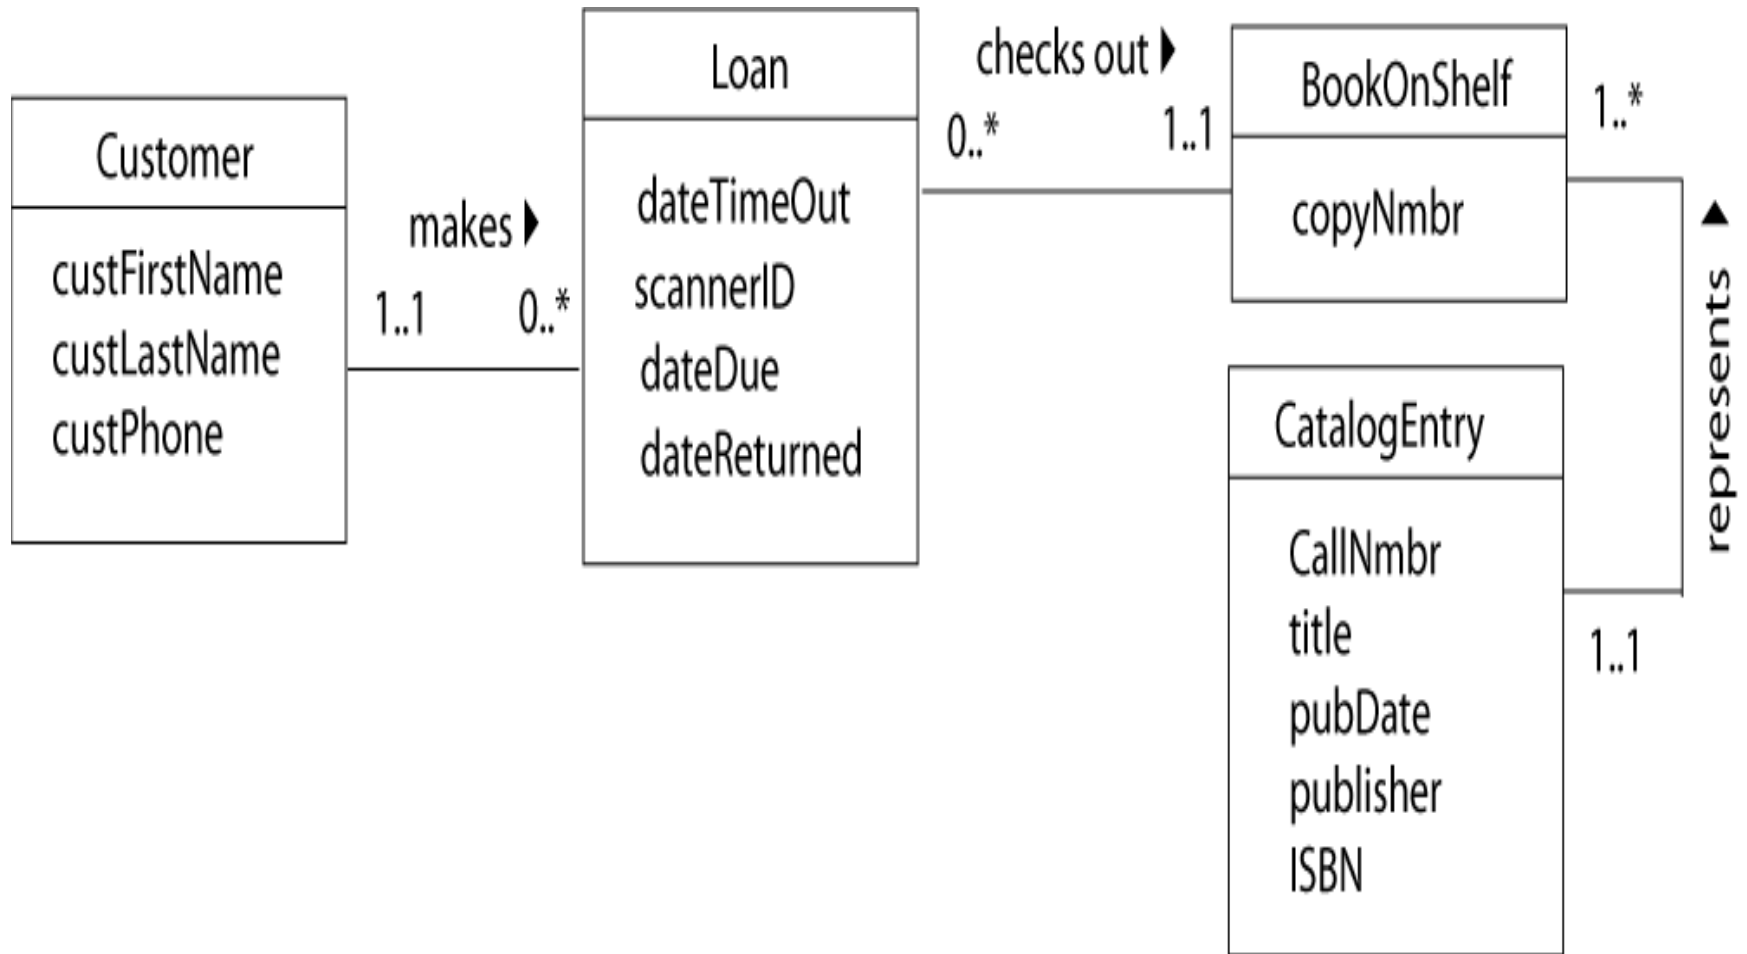 Customer
custFirstName
custLastName
custPhone
makes ▶
1..1
0..*
Loan
dateTimeOut
scannerID
dateDue
dateReturned
checks out ▶
0..*
1..1
BookOnShelf
copyNmbr
1..*
represents ▶
1..1
CatalogEntry
CallNmbr
title
pubDate
publisher
ISBN